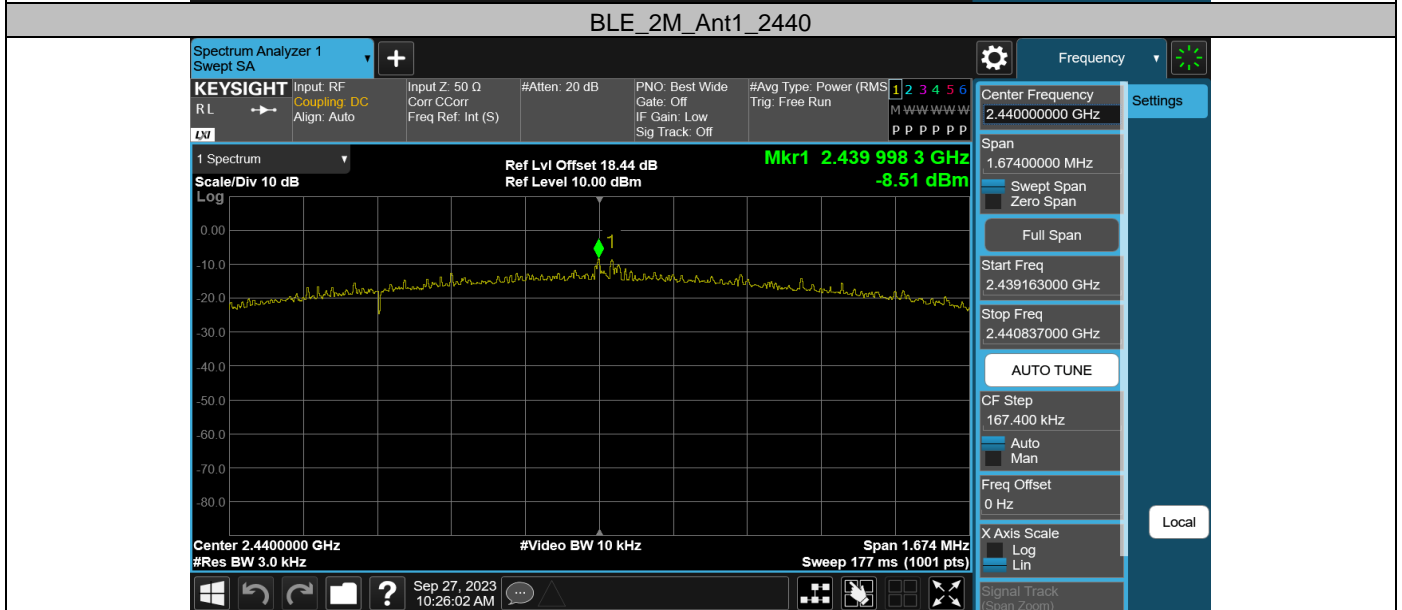 BLE_2M_Ant1_2440
Spectrum Analyzer 1
Swept SA
+
Frequency
KEYSIGHT
RL
LXI
Input: RF
Coupling: DC
Align: Auto
Input Z: 50 Ω
Corr CCorr
Freq Ref: Int (S)
#Atten: 20 dB
PNO: Best Wide
Gate: Off
IF Gain: Low
Sig Track: Off
#Avg Type: Power (RMS
Trig: Free Run
1 2 3 4 5 6
M W W W W W
P P P P P P
1 Spectrum
Scale/Div 10 dB
Ref Lvl Offset 18.44 dB
Ref Level 10.00 dBm
Mkr1 2.439 998 3 GHz
-8.51 dBm
Log
1
0.00
-10.0
-20.0
-30.0
-40.0
-50.0
-60.0
-70.0
-80.0
Center 2.4400000 GHz
#Res BW 3.0 kHz
#Video BW 10 kHz
Span 1.674 MHz
Sweep 177 ms (1001 pts)
Center Frequency
2.440000000 GHz
Settings
Span
1.67400000 MHz
Swept Span
Zero Span
Full Span
Start Freq
2.439163000 GHz
Stop Freq
2.440837000 GHz
AUTO TUNE
CF Step
167.400 kHz
Auto
Man
Freq Offset
0 Hz
X Axis Scale
Log
Lin
Local
Signal Track
(Span Zoom)
?
Sep 27, 2023
10:26:02 AM